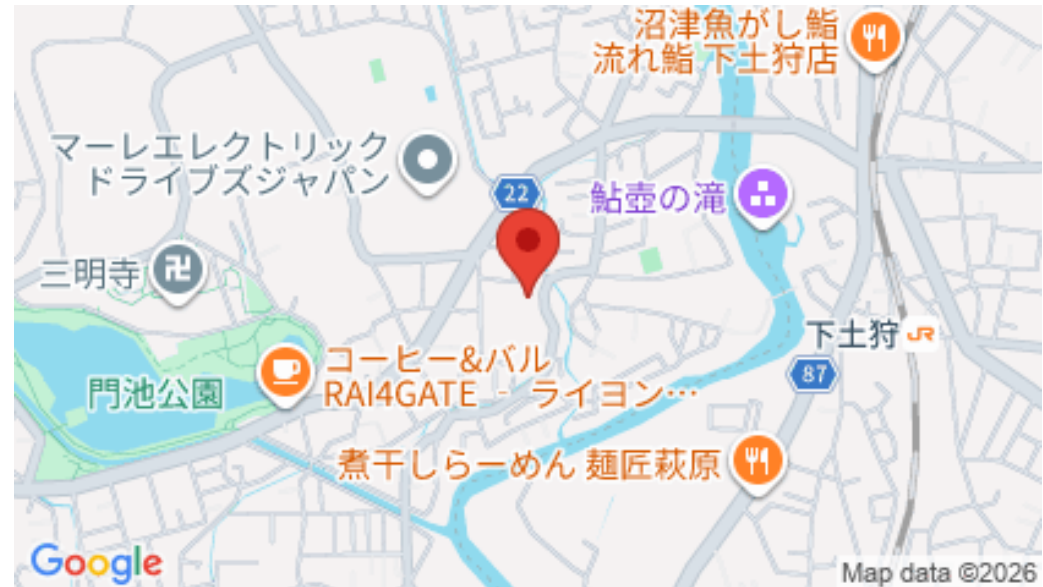 沼津魚がし鮨
流れ鮨 下土狩店
マーレエレクトリック
ドライブズジャパン
22
鮎壺の滝
三明寺
下土狩
JR
コーヒー&バル
RAI4GATE - ライヨン…
87
門池公園
煮干しらーめん 麺匠萩原
Google
Map data ©2026